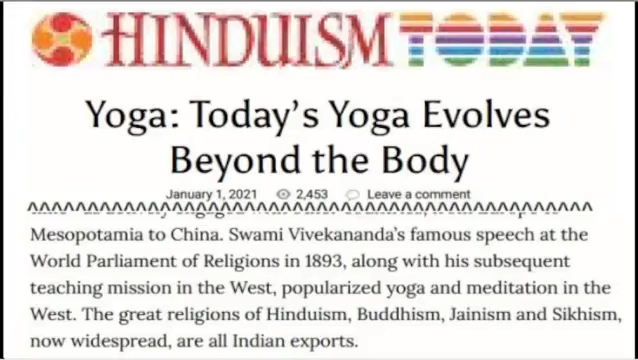 HINDUISM TODAY
Yoga: Today's Yoga Evolves
Beyond the Body
January 1, 2021 2,453 Leave a comment
Mesopotamia to China. Swami Vivekananda's famous speech at the
World Parliament of Religions in 1893, along with his subsequent
teaching mission in the West, popularized yoga and meditation in the
West. The great religions of Hinduism, Buddhism, Jainism and Sikhism,
now widespread, are all Indian exports.